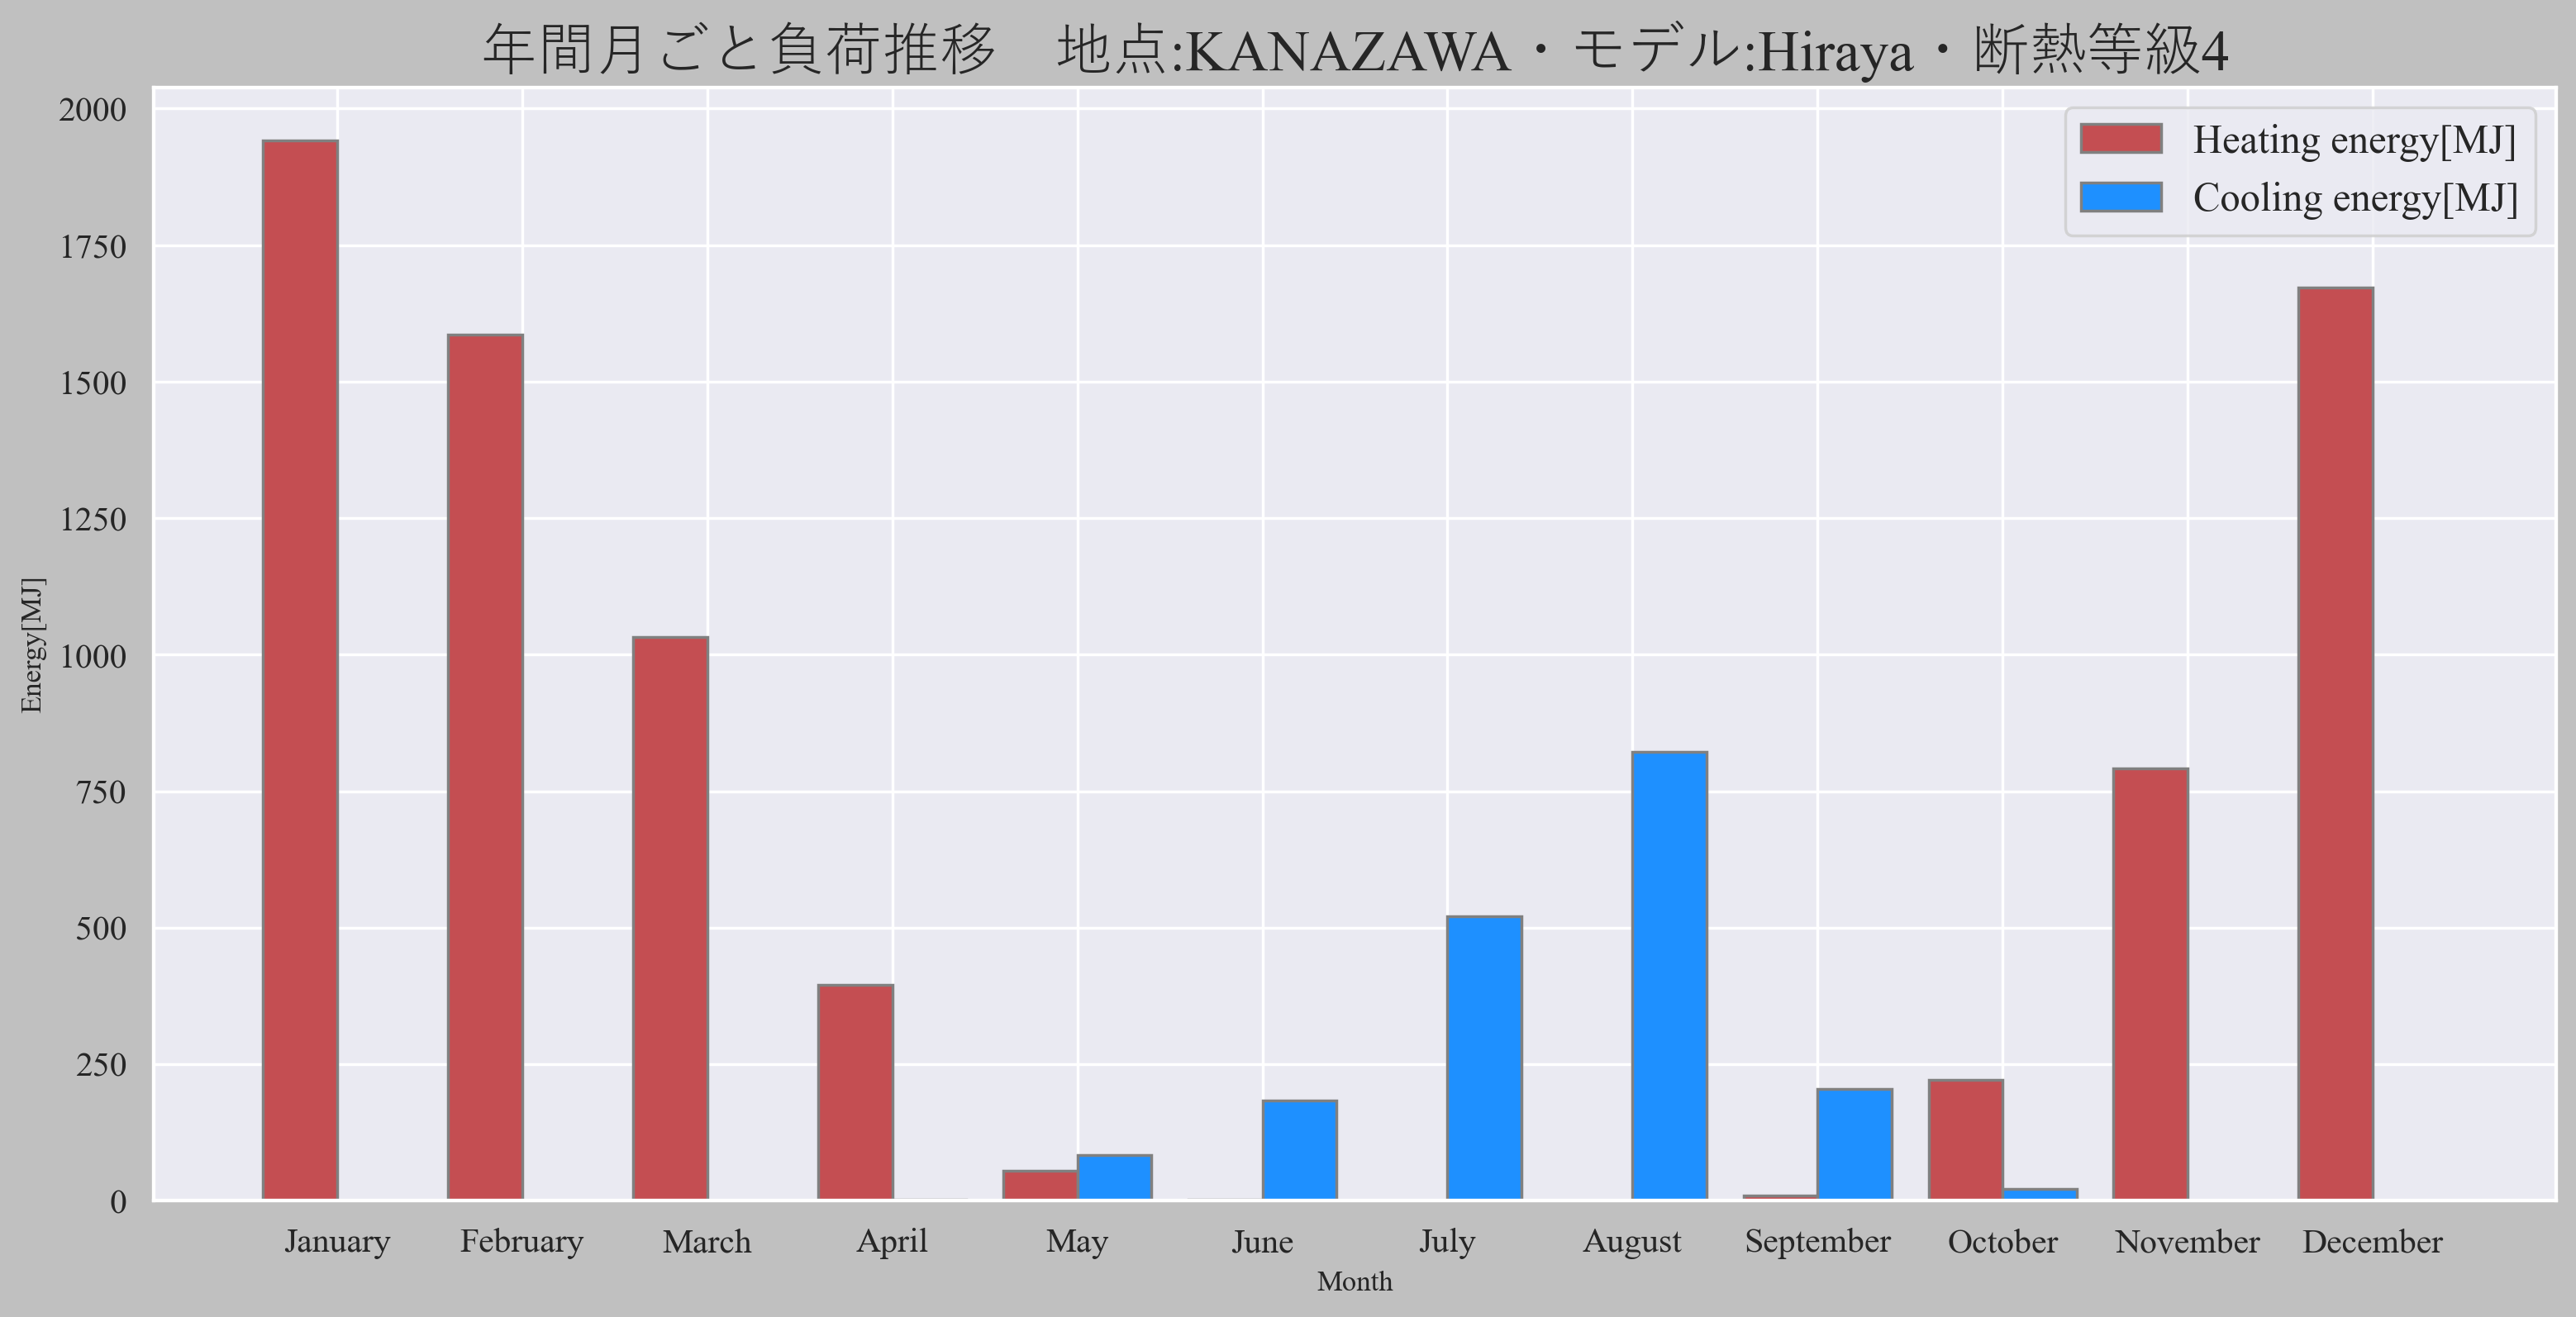 年間月ごと負荷推移　地点:KANAZAWA・モデル:Hiraya・断熱等級4
Heating energy[MJ]
Cooling energy[MJ]
2000
1750
1500
1250
1000
750
500
250
0
Energy[MJ]
January February March April May June July August September October November December
Month